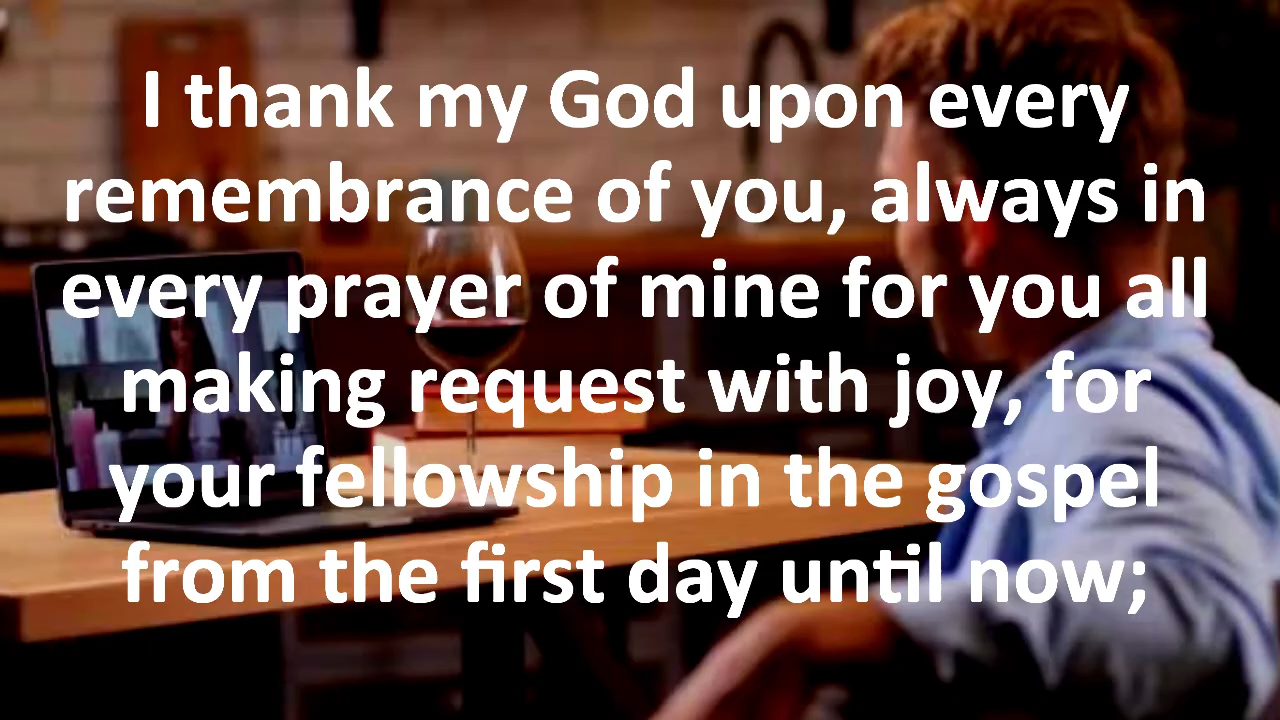 I thank my God upon every
remembrance of you, always in
every prayer of mine for you all
making request with joy, for
your fellowship in the gospel
from the first day until now;